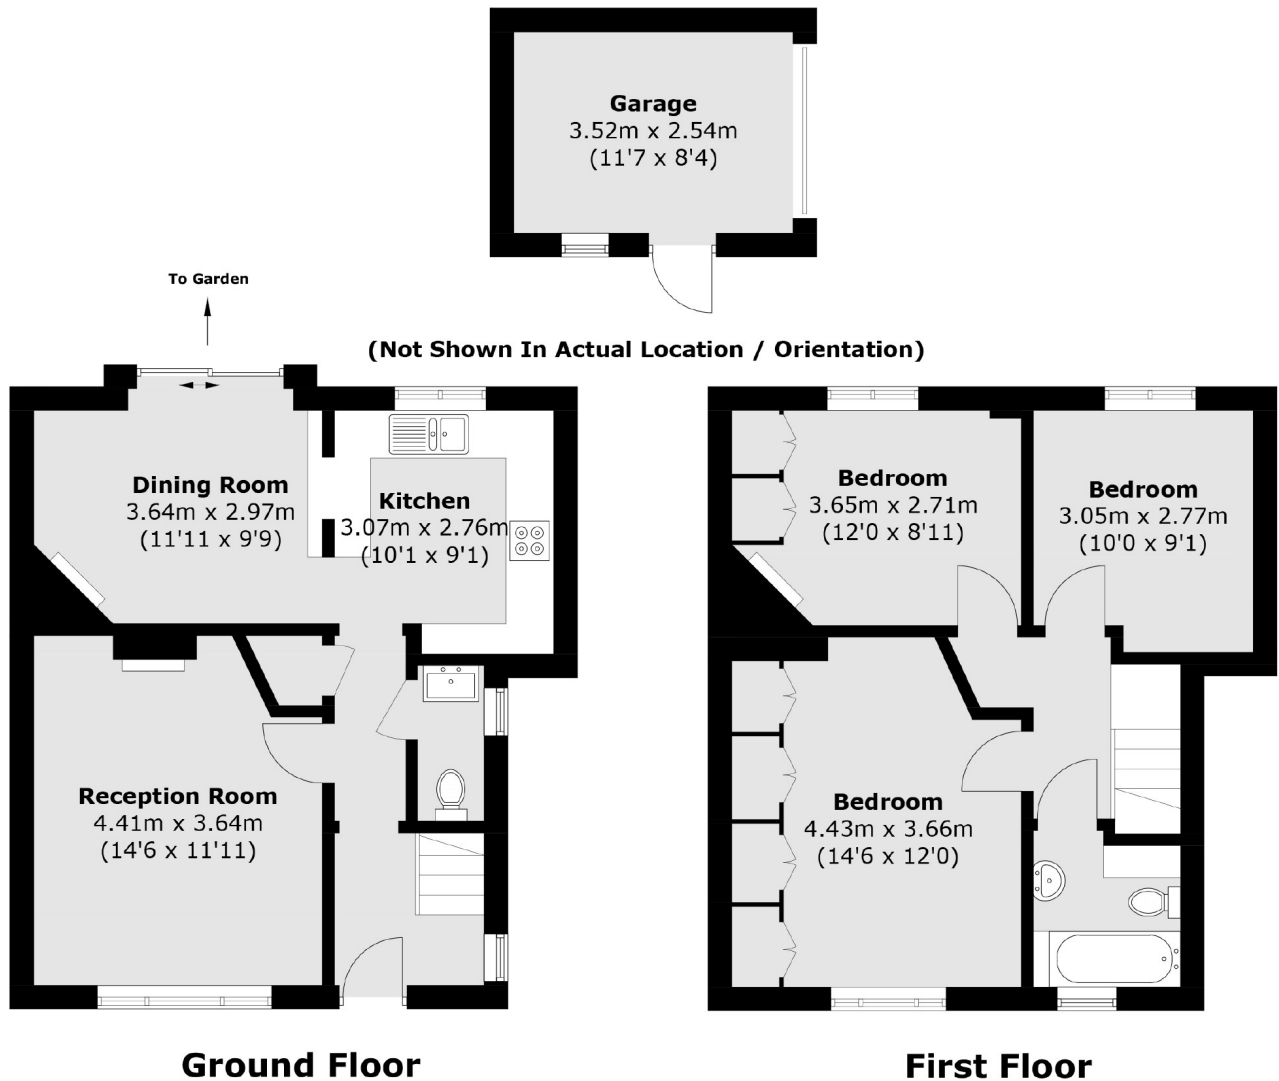 Garage
3.52m x 2.54m
(11'7 x 8'4)
To Garden
(Not Shown In Actual Location / Orientation)
Dining Room
3.64m x 2.97m
(11'11 x 9'9)
Kitchen
3.07m x 2.76m
(10'1 x 9'1)
Reception Room
4.41m x 3.64m
(14'6 x 11'11)
Ground Floor
Bedroom
3.65m x 2.71m
(12'0 x 8'11)
Bedroom
3.05m x 2.77m
(10'0 x 9'1)
Bedroom
4.43m x 3.66m
(14'6 x 12'0)
First Floor